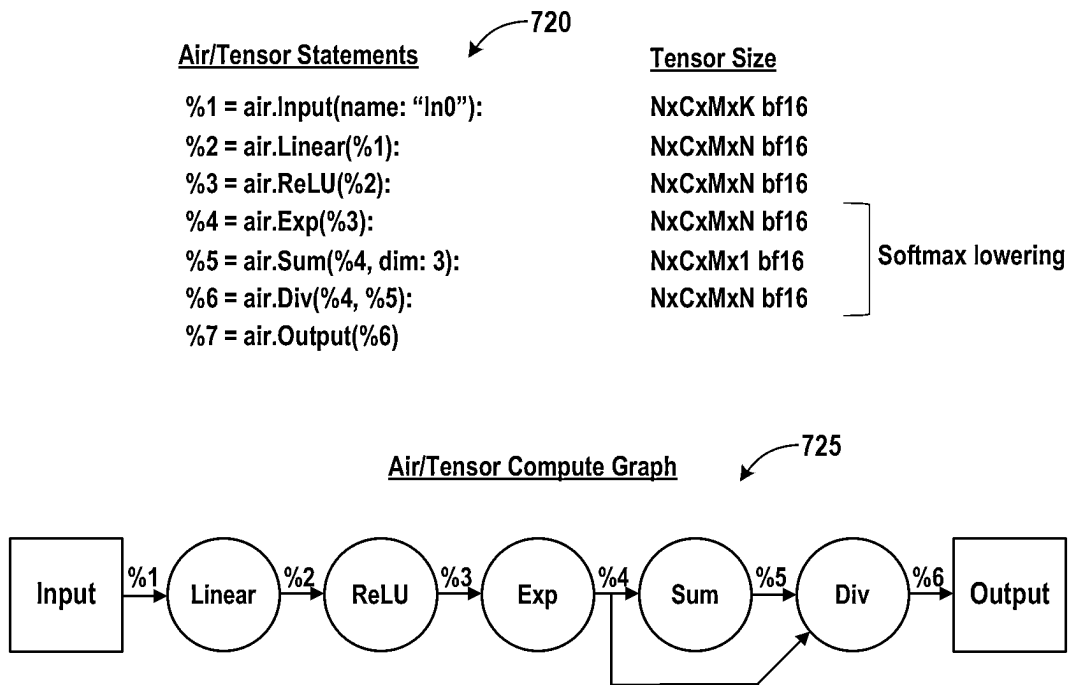 720
Air/Tensor Statements Tensor Size
%1 = air.Input(name: “In0”): NxCxMxK bf16
%2 = air.Linear(%1): NxCxMxN bf16
%3 = air.ReLU(%2): NxCxMxN bf16
%4 = air.Exp(%3): NxCxMxN bf16
%5 = air.Sum(%4, dim: 3): NxCxMx1 bf16 Softmax lowering
%6 = air.Div(%4, %5): NxCxMxN bf16
%7 = air.Output(%6)
725
Air/Tensor Compute Graph
Input %1 Linear %2 ReLU %3 Exp %4 Sum %5 Div %6 Output